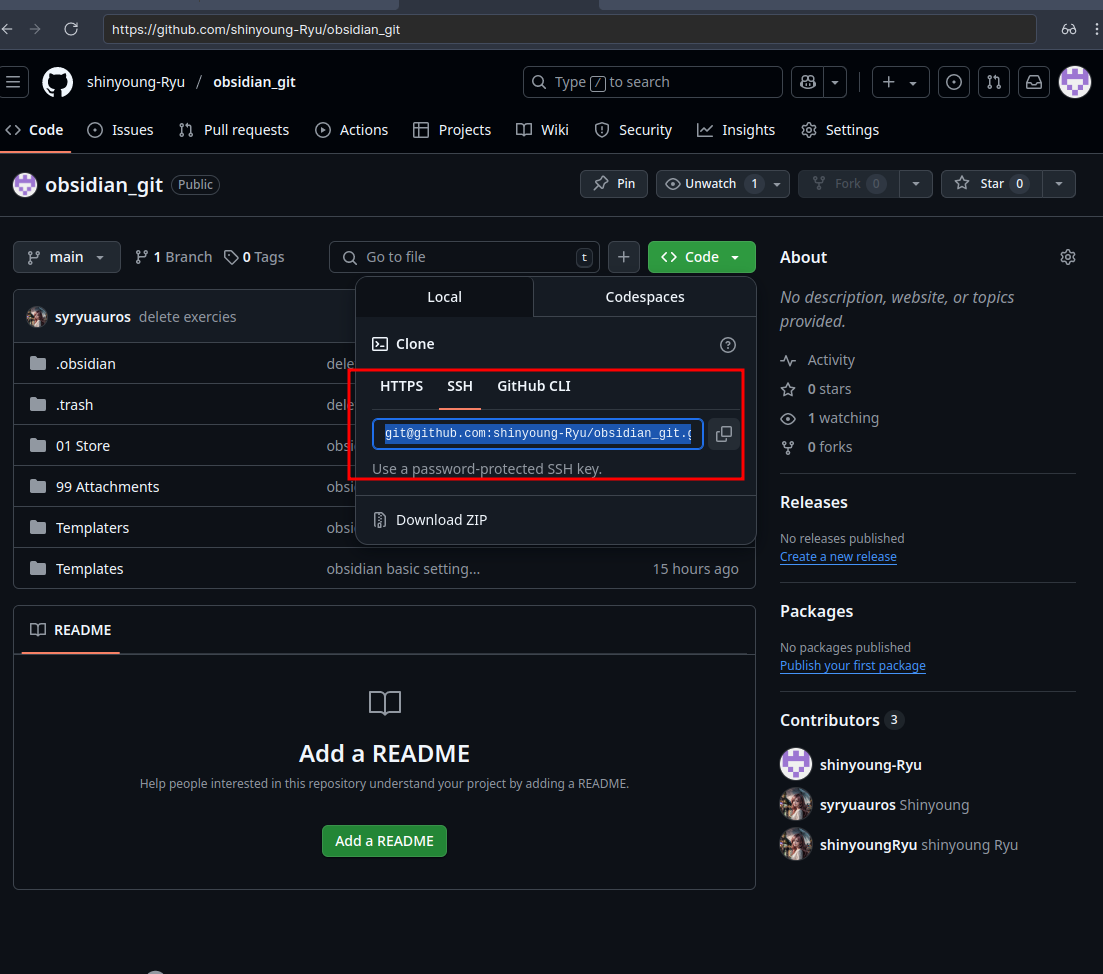 https://github.com/shinyoung-Ryu/obsidian_git
shinyoung-Ryu / obsidian_git
Type / to search
Code Issues Pull requests Actions Projects Wiki Security Insights Settings
obsidian_git Public
Pin Unwatch 1 Fork 0 Star 0
main 1 Branch 0 Tags Go to file t Code
About
No description, website, or topics
provided.
Local Codespaces
syryuauros delete exercies
Clone
.obsidian dele
Activity
HTTPS SSH GitHub CLI
0 stars
.trash dele
1 watching
git@github.com:shinyoung-Ryu/obsidian_git.g
01 Store obsi
0 forks
Use a password-protected SSH key.
99 Attachments obsi
Releases
Download ZIP
Templaters obsi
No releases published
Create a new release
Templates obsidian basic setting... 15 hours ago
Packages
README
No packages published
Publish your first package
Contributors 3
Add a README
shinyoung-Ryu
Help people interested in this repository understand your project by adding a README.
syryuauros Shinyoung
Add a README
shinyoungRyu shinyoung Ryu